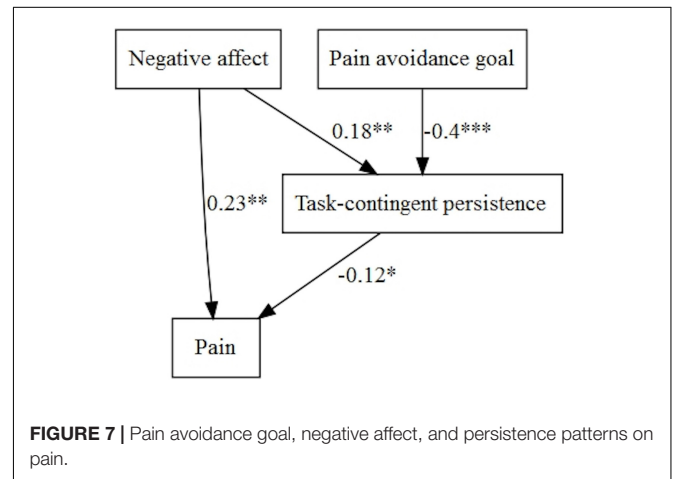 Negative affect
Pain avoidance goal
0.18**
-0.4***
0.23**
Task-contingent persistence
-0.12*
Pain
FIGURE 7 | Pain avoidance goal, negative affect, and persistence patterns on
pain.